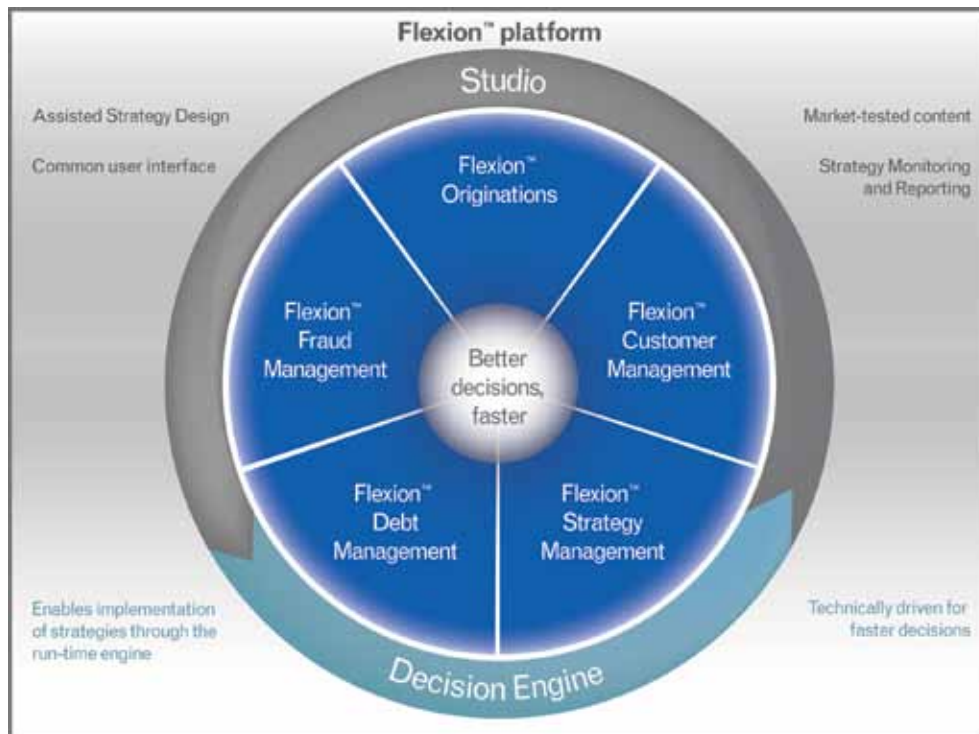 Flexion™ platform
Studio
Assisted Strategy Design
Common user interface
Market-tested content
Strategy Monitoring
and Reporting
Flexion™
Originations
Flexion™
Fraud
Management
Flexion™
Customer
Management
Better
decisions,
faster
Flexion™
Debt
Management
Flexion™
Strategy
Management
Enables implementation
of strategies through the
run-time engine
Technically driven for
faster decisions
Decision Engine